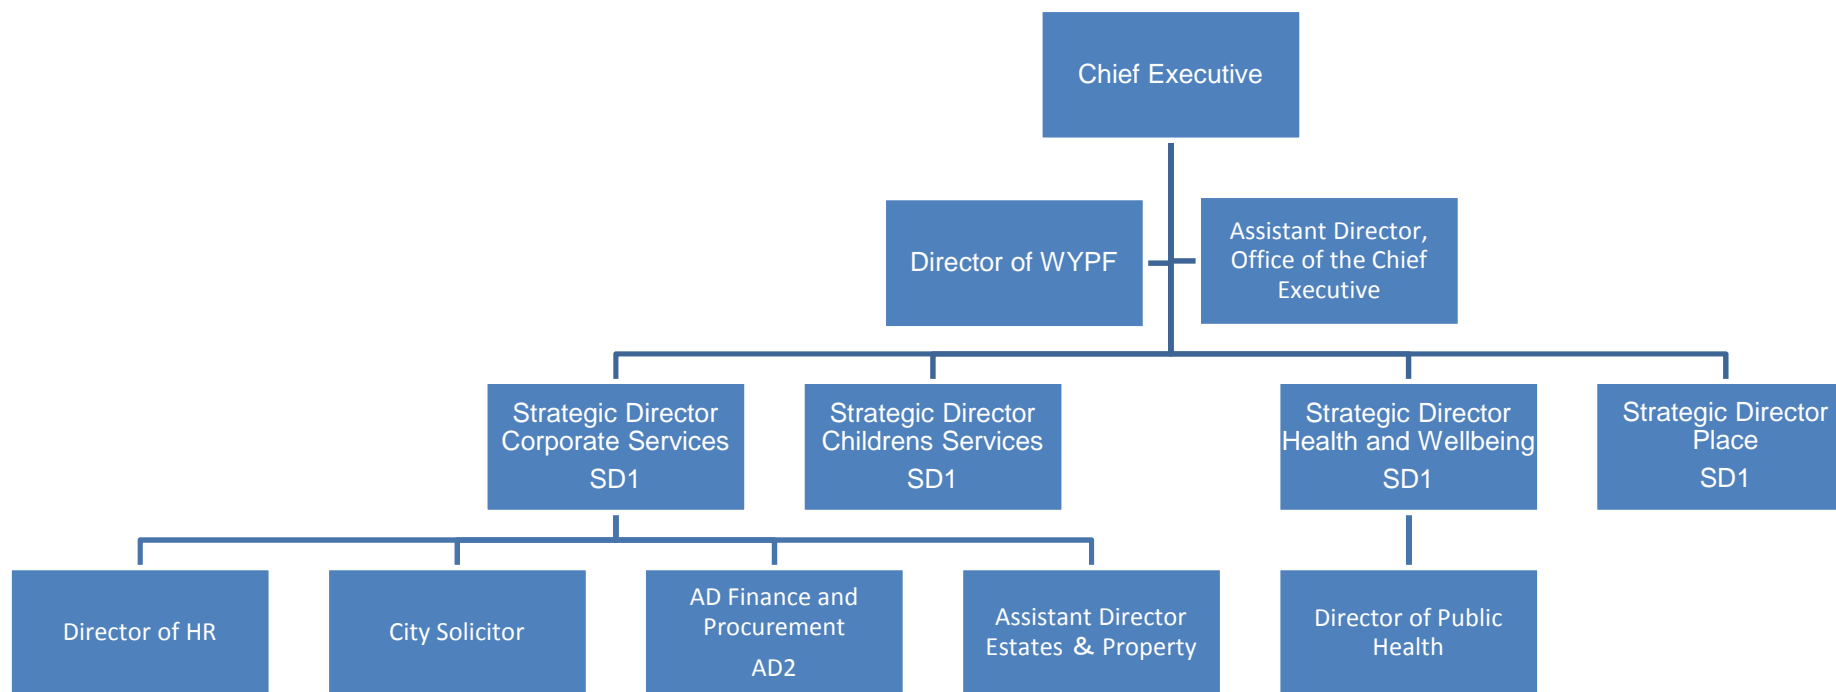 Chief Executive
Director of WYPF
Assistant Director,
Office of the Chief
Executive
Strategic Director
Corporate Services
SD1
Strategic Director
Childrens Services
SD1
Strategic Director
Health and Wellbeing
SD1
Strategic Director
Place
SD1
Director of HR
City Solicitor
AD Finance and
Procurement
AD2
Assistant Director
Estates & Property
Director of Public
Health